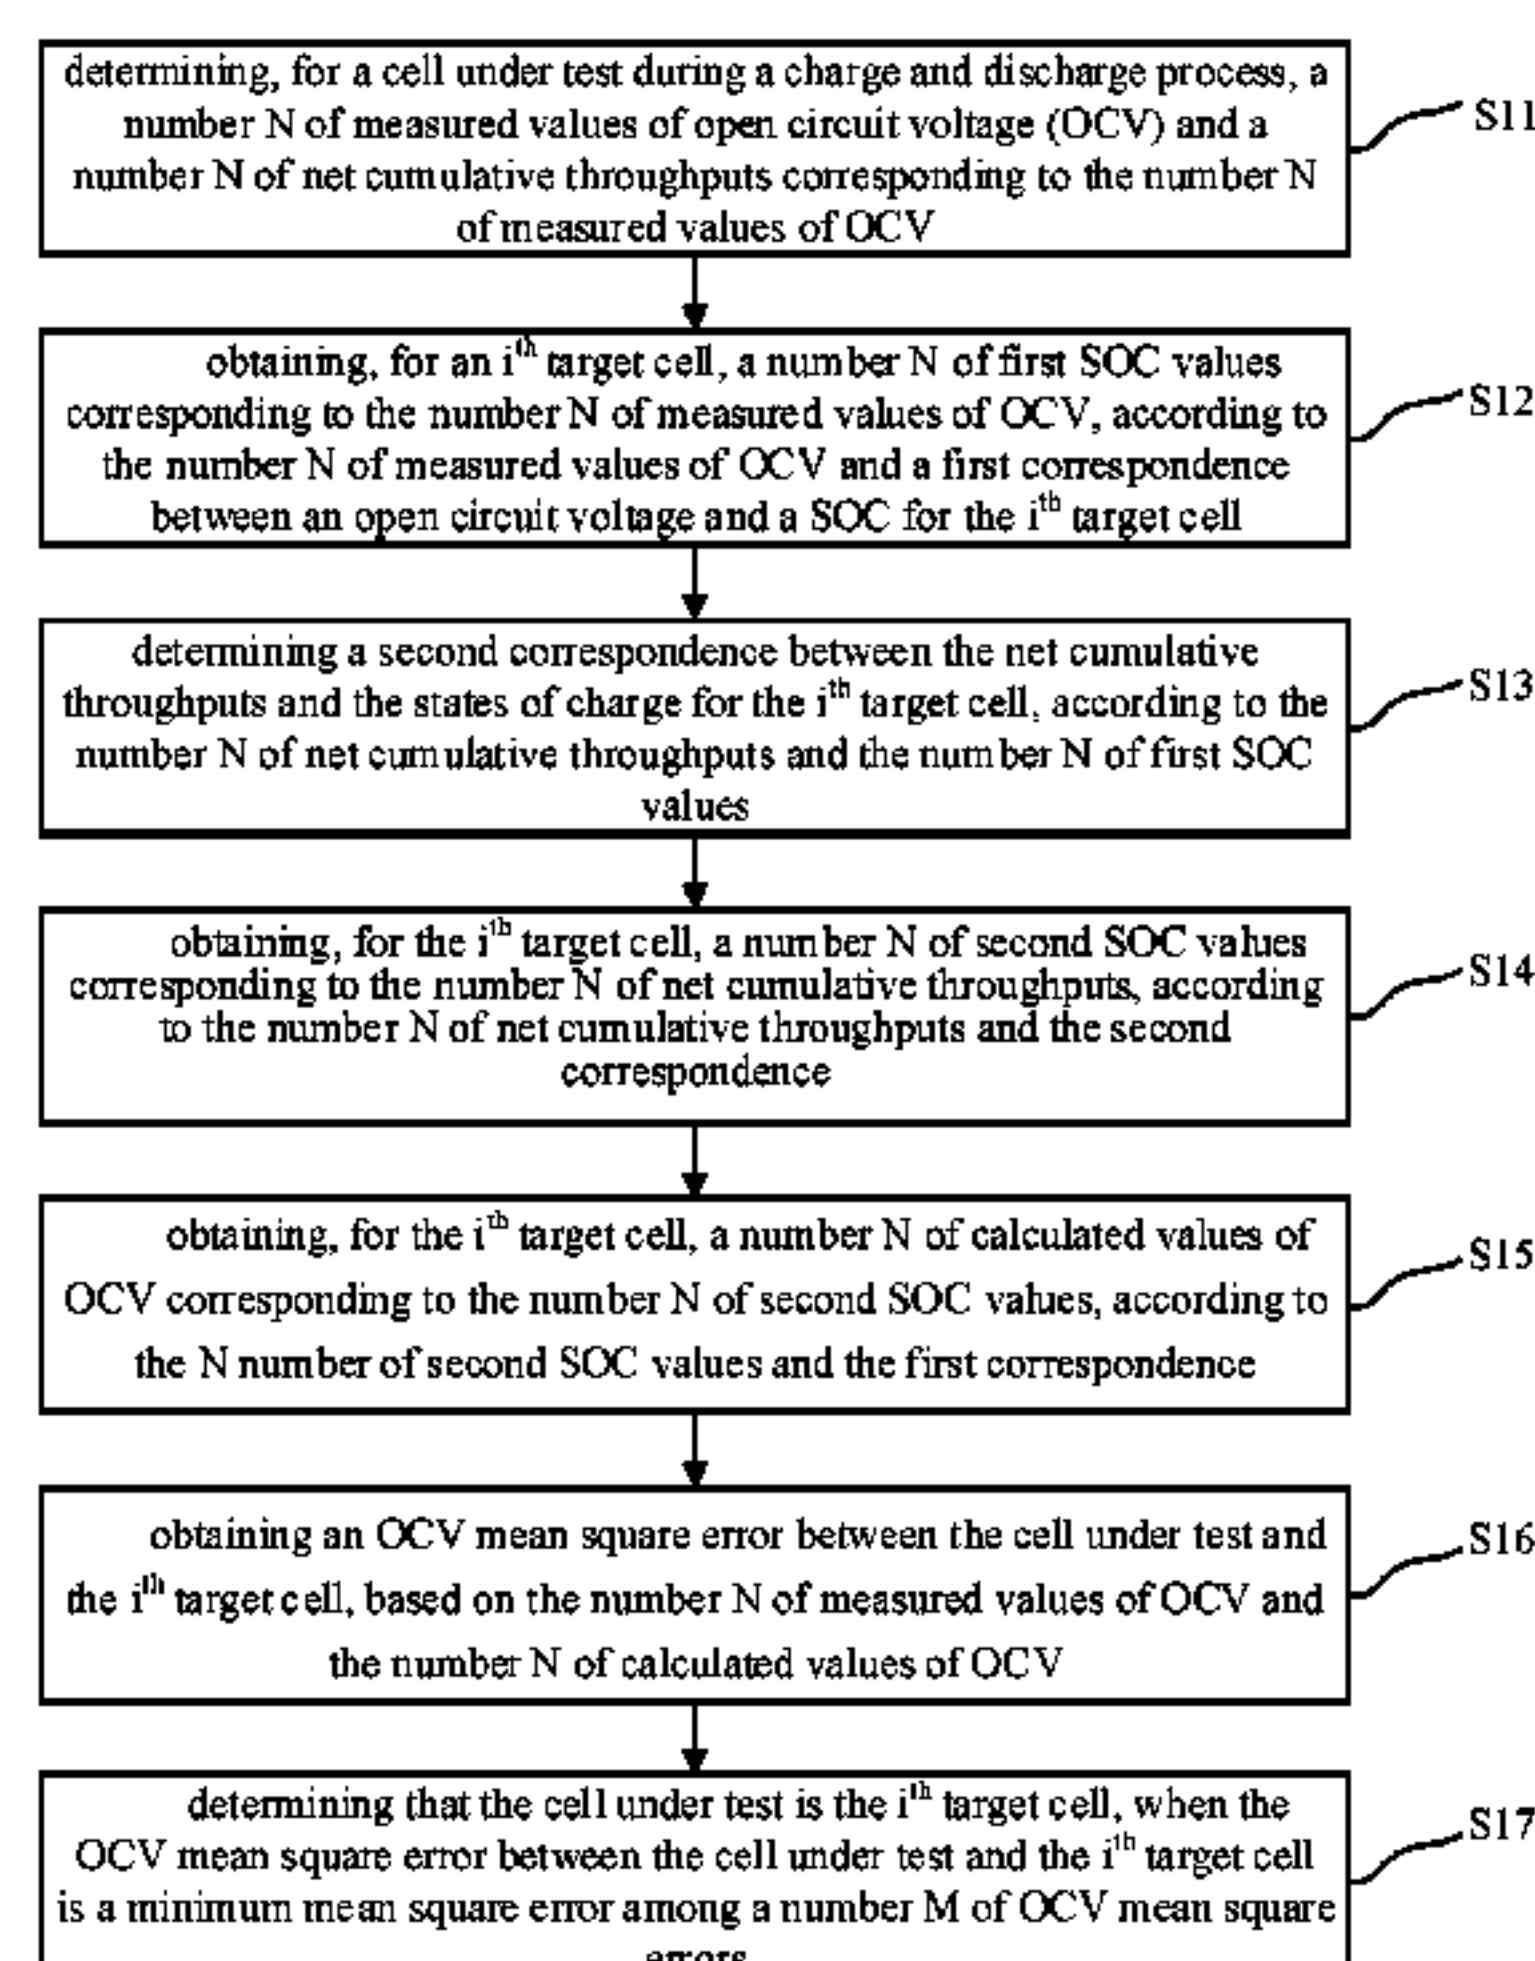 determining, for a cell under test during a charge and discharge process, a
number N of measured values of open circuit voltage (OCV) and a
number N of net cumulative throughputs corresponding to the number N
of measured values of OCV
S11
obtaining, for an ith target cell, a number N of first SOC values
corresponding to the number N of measured values of OCV, according to
the number N of measured values of OCV and a first correspondence
between an open circuit voltage and a SOC for the ith target cell
S12
determining a second correspondence between the net cumulative
throughputs and the states of charge for the ith target cell, according to the
number N of net cumulative throughputs and the number N of first SOC
values
S13
obtaining, for the ith target cell, a number N of second SOC values
corresponding to the number N of net cumulative throughputs, according
to the number N of net cumulative throughputs and the second
correspondence
S14
obtaining, for the ith target cell, a number N of calculated values of
OCV corresponding to the number N of second SOC values, according to
the N number of second SOC values and the first correspondence
S15
obtaining an OCV mean square error between the cell under test and
the ith target cell, based on the number N of measured values of OCV and
the number N of calculated values of OCV
S16
determining that the cell under test is the ith target cell, when the
OCV mean square error between the cell under test and the ith target cell
is a minimum mean square error among a number M of OCV mean square
errors
S17